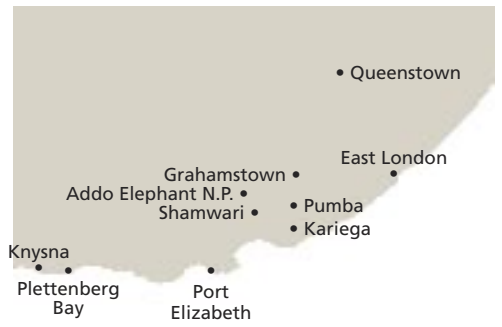 Queenstown
East London
Grahamstown
Addo Elephant N.P.
Shamwari
Pumba
Kariega
Knysna
Plettenberg
Bay
Port
Elizabeth